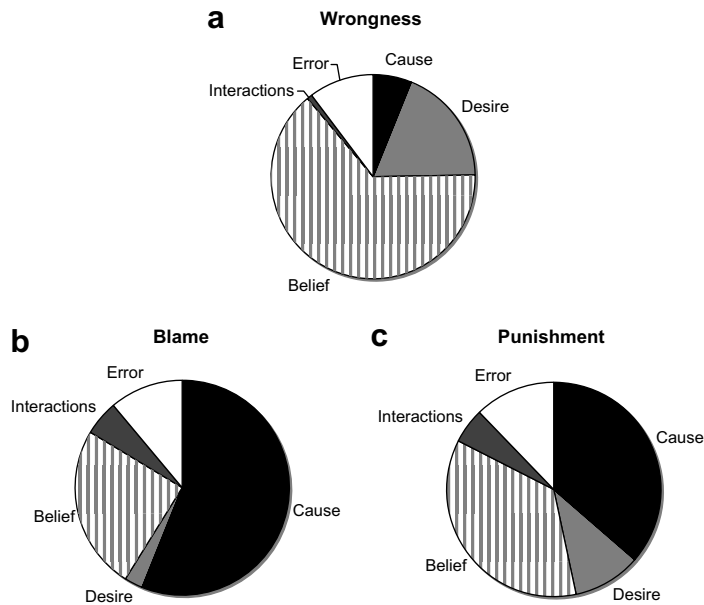 a
Wrongness
Error
Cause
Interactions
Desire
Belief
b
Blame
Error
Interactions
Belief
Cause
Desire
c
Punishment
Error
Interactions
Cause
Belief
Desire